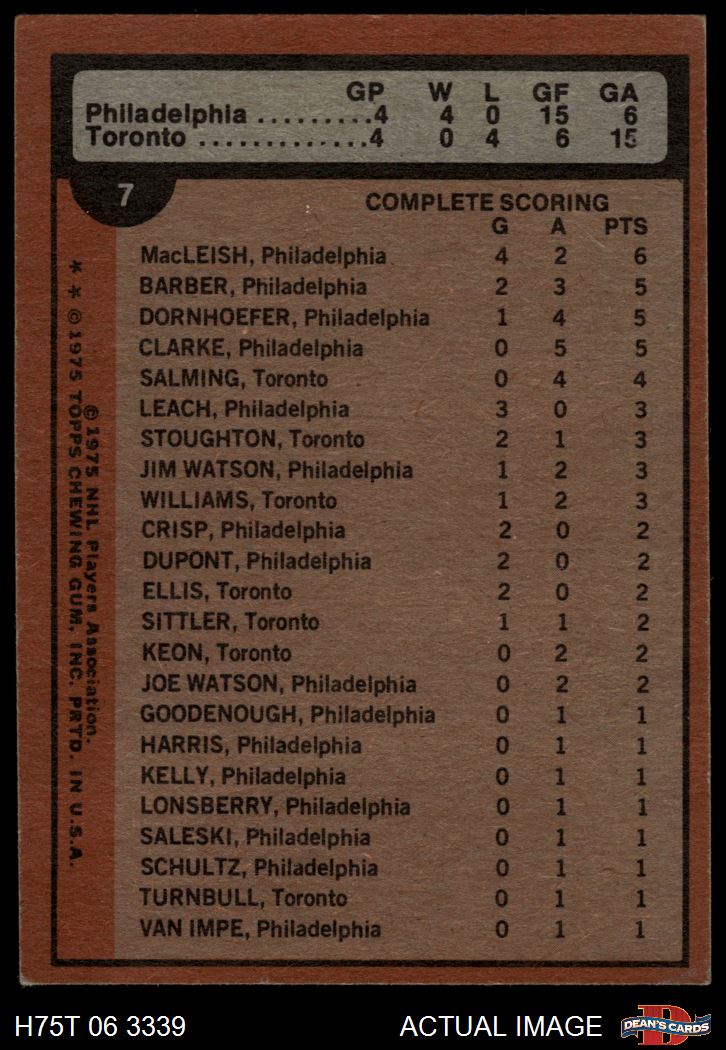 GP W L GF GA
Philadelphia .........4 4 0 15 6
Toronto .............4 0 4 6 15
7
COMPLETE SCORING
G A PTS
MacLEISH, Philadelphia 4 2 6
BARBER, Philadelphia 2 3 5
DORNHOEFER, Philadelphia 1 4 5
CLARKE, Philadelphia 0 5 5
SALMING, Toronto 0 4 4
LEACH, Philadelphia 3 0 3
STOUGHTON, Toronto 2 1 3
JIM WATSON, Philadelphia 1 2 3
WILLIAMS, Toronto 1 2 3
CRISP, Philadelphia 2 0 2
DUPONT, Philadelphia 2 0 2
ELLIS, Toronto 2 0 2
SITTLER, Toronto 1 1 2
KEON, Toronto 0 2 2
JOE WATSON, Philadelphia 0 2 2
GOODENOUGH, Philadelphia 0 1 1
HARRIS, Philadelphia 0 1 1
KELLY, Philadelphia 0 1 1
LONSBERRY, Philadelphia 0 1 1
SALESKI, Philadelphia 0 1 1
SCHULTZ, Philadelphia 0 1 1
TURNBULL, Toronto 0 1 1
VAN IMPE, Philadelphia 0 1 1
©1975 NHL Players Association.
* * ©1975 TOPPS CHEWING GUM, INC. PRTD. IN U.S.A.
H75T 06 3339 ACTUAL IMAGE
D
DEAN'S CARDS